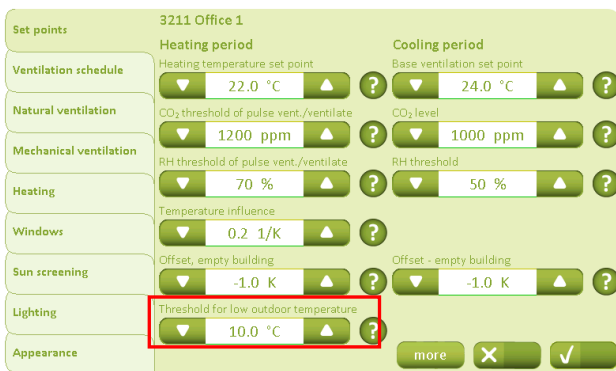 3211 Office 1
Set points
Ventilation schedule
Natural ventilation
Mechanical ventilation
Heating
Windows
Sun screening
Lighting
Appearance
Heating period
Heating temperature set point
22.0 °C ?
CO₂ threshold of pulse vent./ventilate
1200 ppm ?
RH threshold of pulse vent./ventilate
70 % ?
Temperature influence
0.2 1/K ?
Offset, empty building
-1.0 K ?
Threshold for low outdoor temperature
10.0 °C ?
Cooling period
Base ventilation set point
24.0 °C ?
CO₂ level
1000 ppm ?
RH threshold
50 % ?
Offset - empty building
-1.0 K ?
more